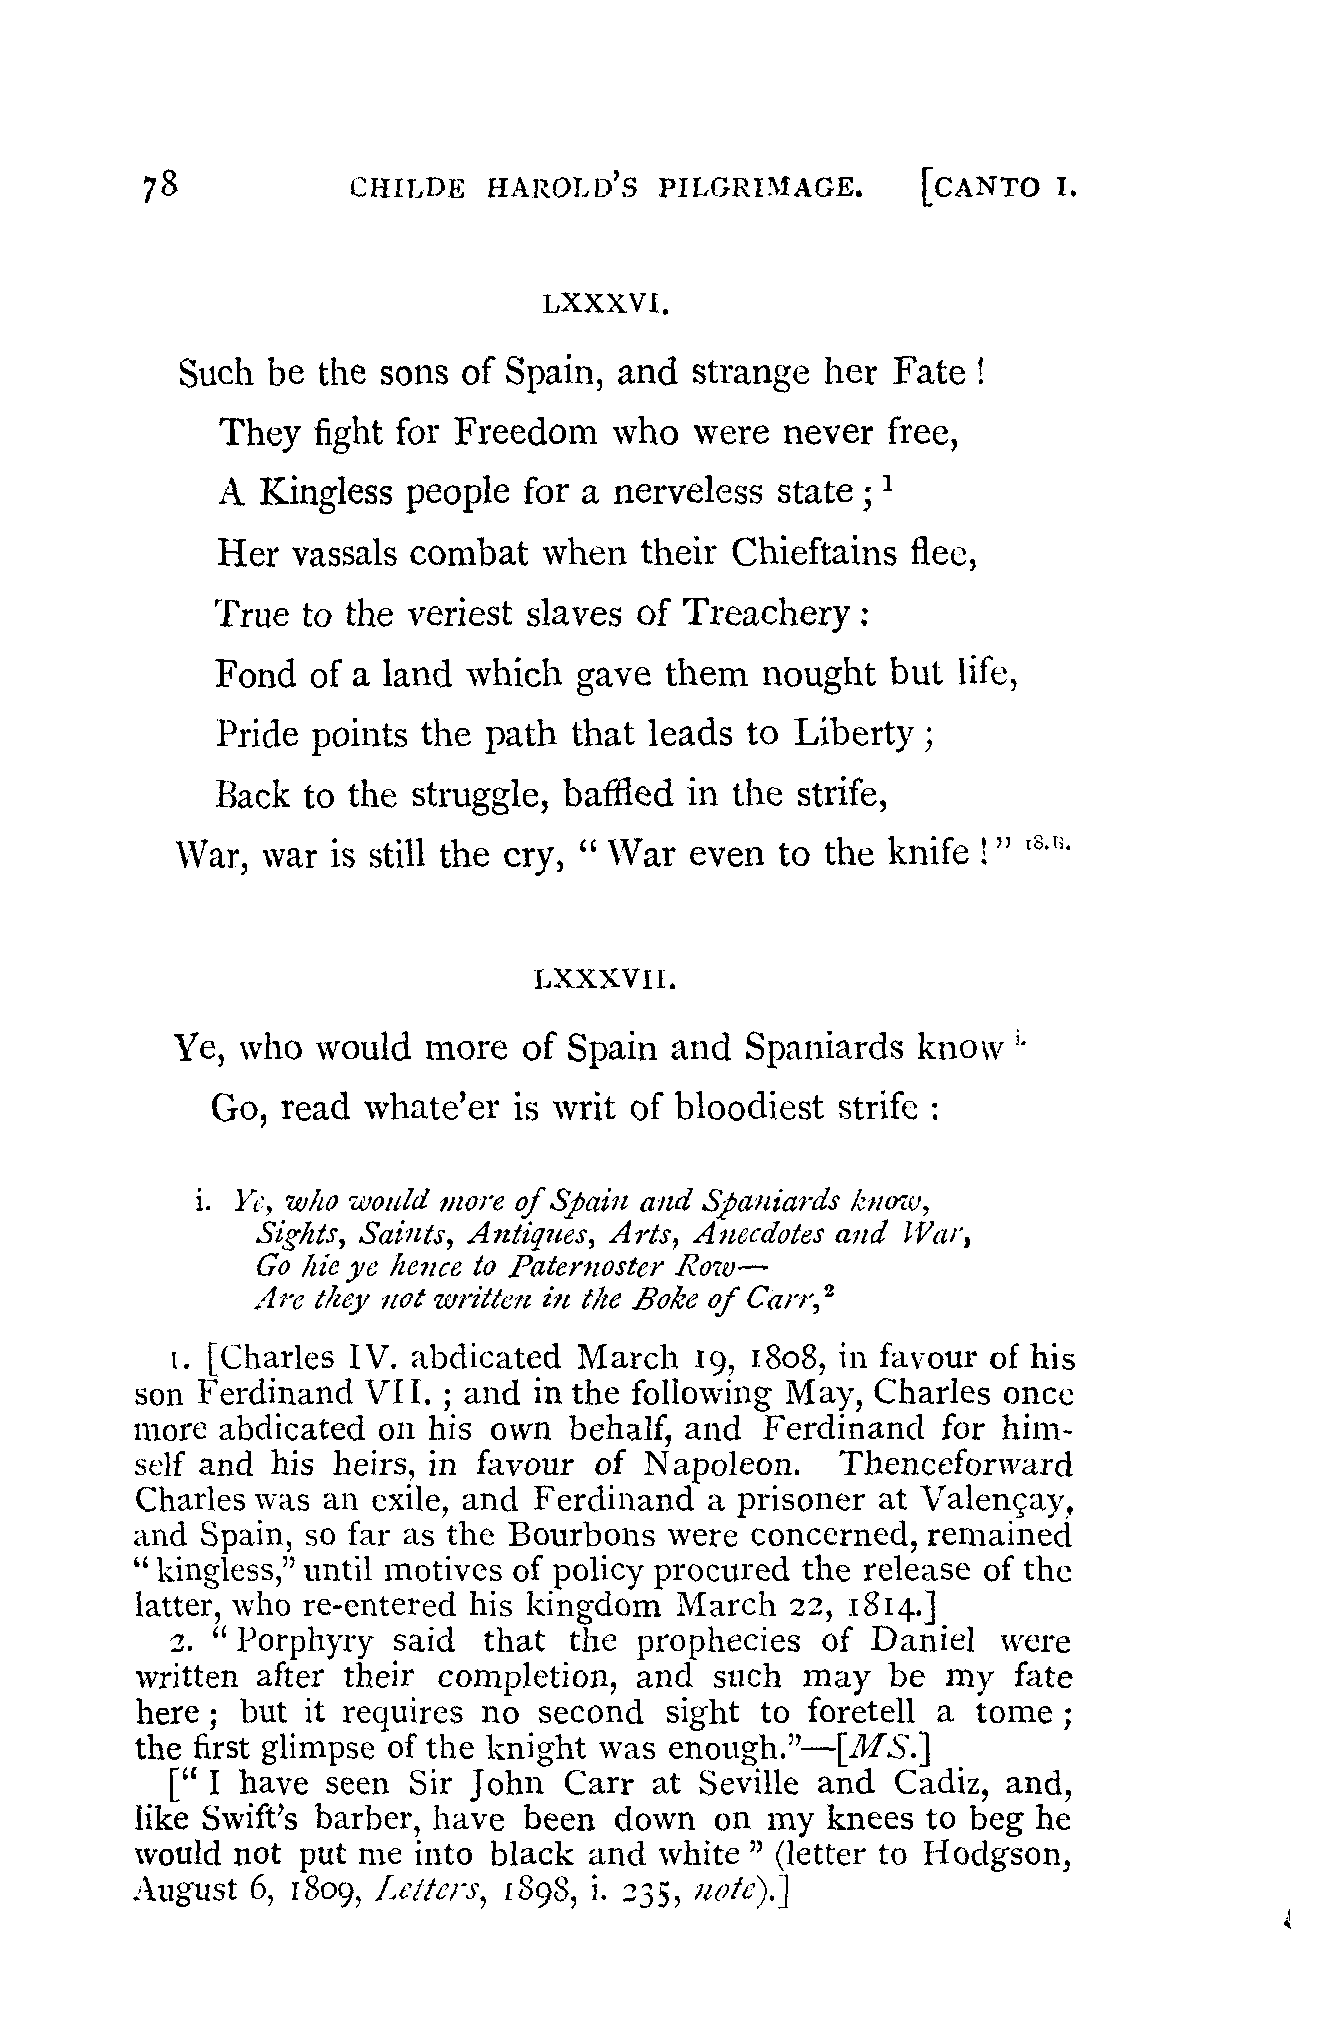 78 CHILDE HAROLD'S PILGRIMAGE. [CANTO I.
LXXXVI.
Such be the sons of Spain, and strange her Fate !
They fight for Freedom who were never free,
A Kingless people for a nerveless state ; ¹
Her vassals combat when their Chieftains flee,
True to the veriest slaves of Treachery :
Fond of a land which gave them nought but life,
Pride points the path that leads to Liberty ;
Back to the struggle, baffled in the strife,
War, war is still the cry, “ War even to the knife ! ” 18.B.
LXXXVII.
Ye, who would more of Spain and Spaniards know i.
Go, read whate'er is writ of bloodiest strife :
i. Ye, who would more of Spain and Spaniards know,
Sights, Saints, Antiques, Arts, Anecdotes and War,
Go hie ye hence to Paternoster Row—
Are they not written in the Boke of Carr,²
1. [Charles IV. abdicated March 19, 1808, in favour of his
son Ferdinand VII. ; and in the following May, Charles once
more abdicated on his own behalf, and Ferdinand for him-
self and his heirs, in favour of Napoleon. Thenceforward
Charles was an exile, and Ferdinand a prisoner at Valençay,
and Spain, so far as the Bourbons were concerned, remained
“ kingless,” until motives of policy procured the release of the
latter, who re-entered his kingdom March 22, 1814.]
2. “ Porphyry said that the prophecies of Daniel were
written after their completion, and such may be my fate
here ; but it requires no second sight to foretell a tome ;
the first glimpse of the knight was enough.”—[MS.]
[“ I have seen Sir John Carr at Seville and Cadiz, and,
like Swift's barber, have been down on my knees to beg he
would not put me into black and white ” (letter to Hodgson,
August 6, 1809, Letters, 1898, i. 235, note).]